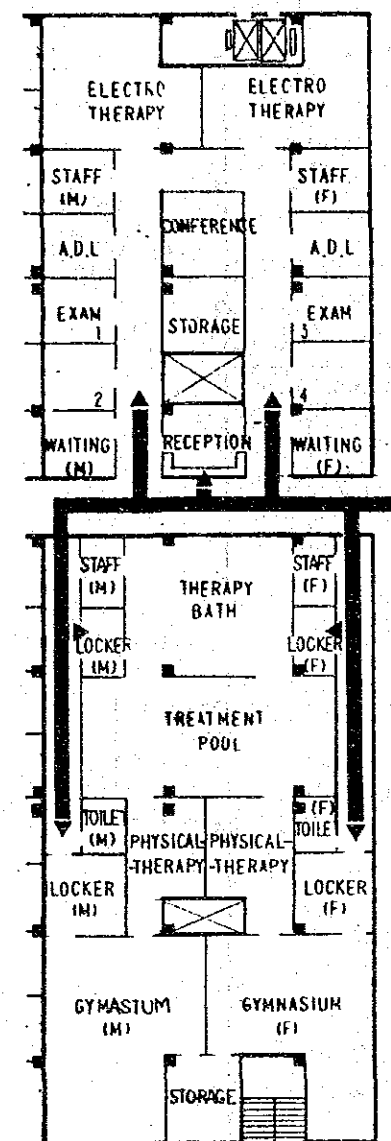 ELECTRO
THERAPY
ELECTRO
THERAPY
STAFF
(M)
STAFF
(F)
CONFERENCE
A.D.L
A.D.L
EXAM
1
STORAGE
EXAM
3
2
4
WAITING
(M)
RECEPTION
WAITING
(F)
STAFF
(M)
THERAPY
BATH
STAFF
(F)
LOCKER
(M)
LOCKER
(F)
TREATMENT
POOL
TOILET
(M)
(F)
TOILET
PHYSICAL-
-THERAPY
PHYSICAL-
-THERAPY
LOCKER
(M)
LOCKER
(F)
GYMASIUM
(M)
GYMNASIUM
(F)
STORAGE